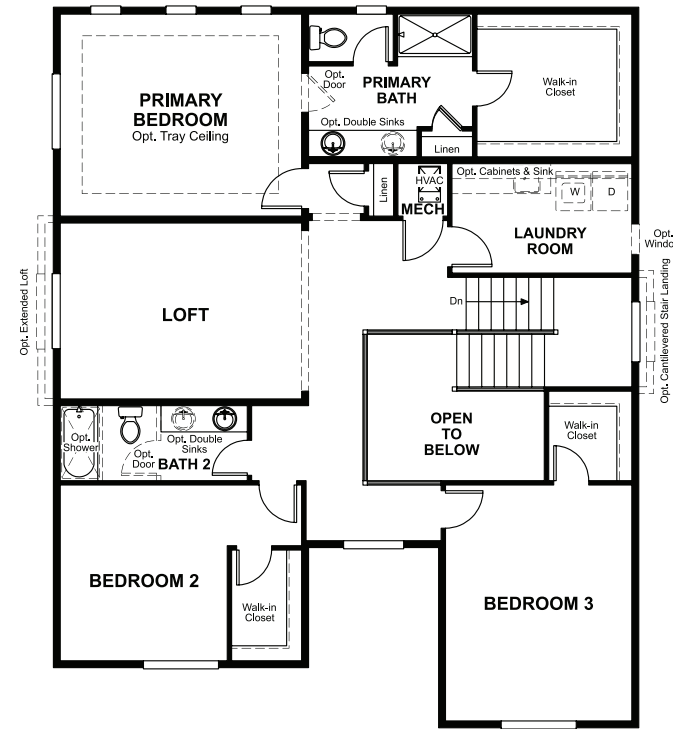 Opt.
Door
PRIMARY
BATH
Walk-in
Closet
PRIMARY
BEDROOM
Opt. Tray Ceiling
Opt. Double Sinks
Linen
Linen
HVAC
MECH
Opt. Cabinets & Sink
W
D
LAUNDRY
ROOM
Opt.
Windo
Opt. Extended Loft
LOFT
Dn
Opt. Cantilevered Stair Landing
OPEN
TO
BELOW
Walk-in
Closet
Opt.
Shower
Opt. Double
Sinks
Opt.
Door
BATH 2
BEDROOM 2
Walk-in
Closet
BEDROOM 3